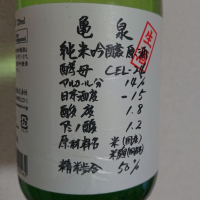 亀泉
生
純米吟醸原酒
酵母 CEL-24
アルコール分 14%
日本酒度 -15
酸度 1.8
アミノ酸 1.2
原材料名 米(国産)
米麹(国産米)
精米歩合 50%